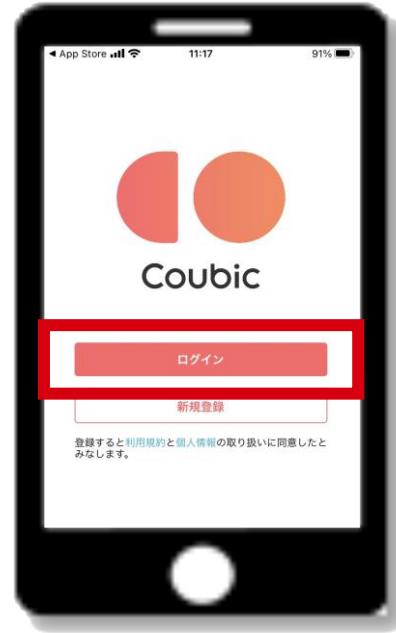 ◀ App Store 11:17 91%
Coubic
ログイン
新規登録
登録すると利用規約と個人情報の取り扱いに同意したと
みなします。